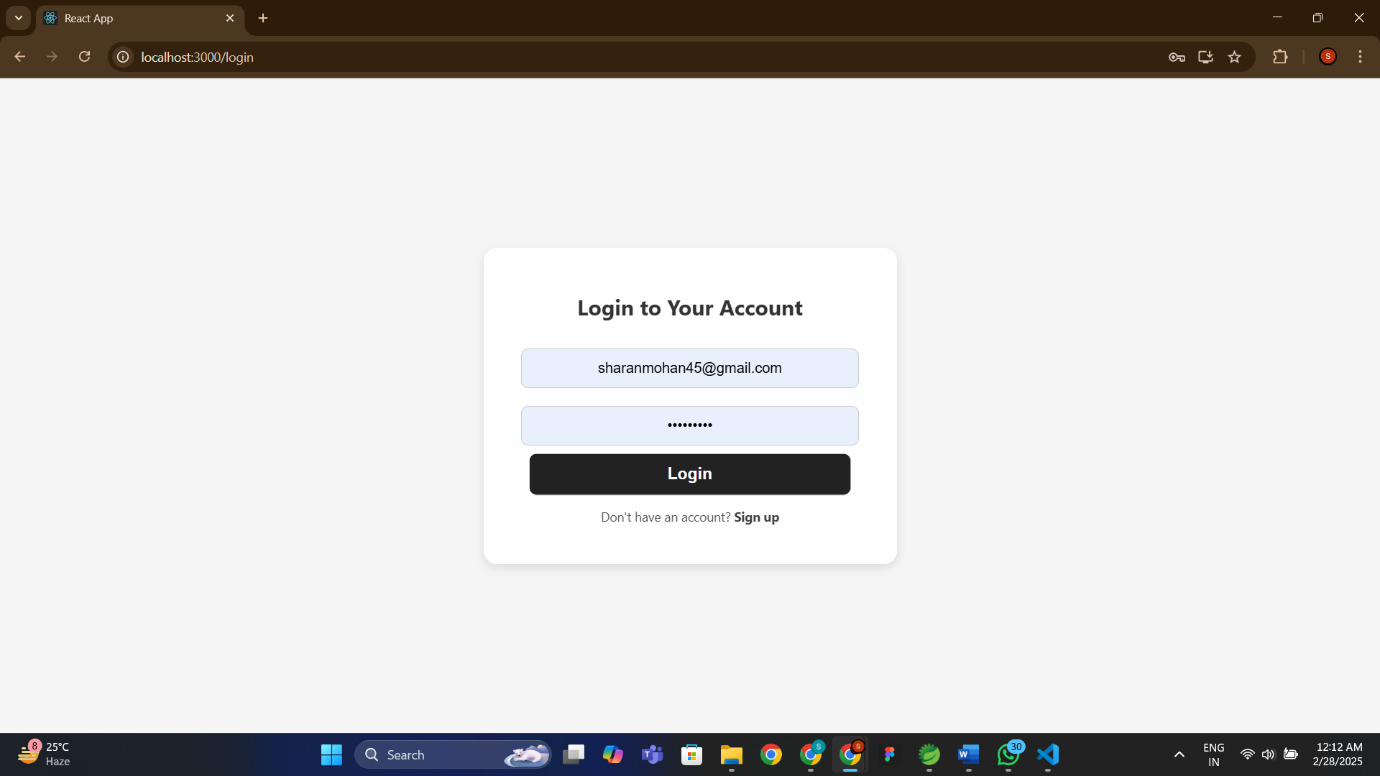 React App
localhost:3000/login
S
Login to Your Account
sharanmohan45@gmail.com
•••••••••
Login
Don't have an account? Sign up
8
25°C
Haze
Search
S
S
30
ENG
IN
12:12 AM
2/28/2025